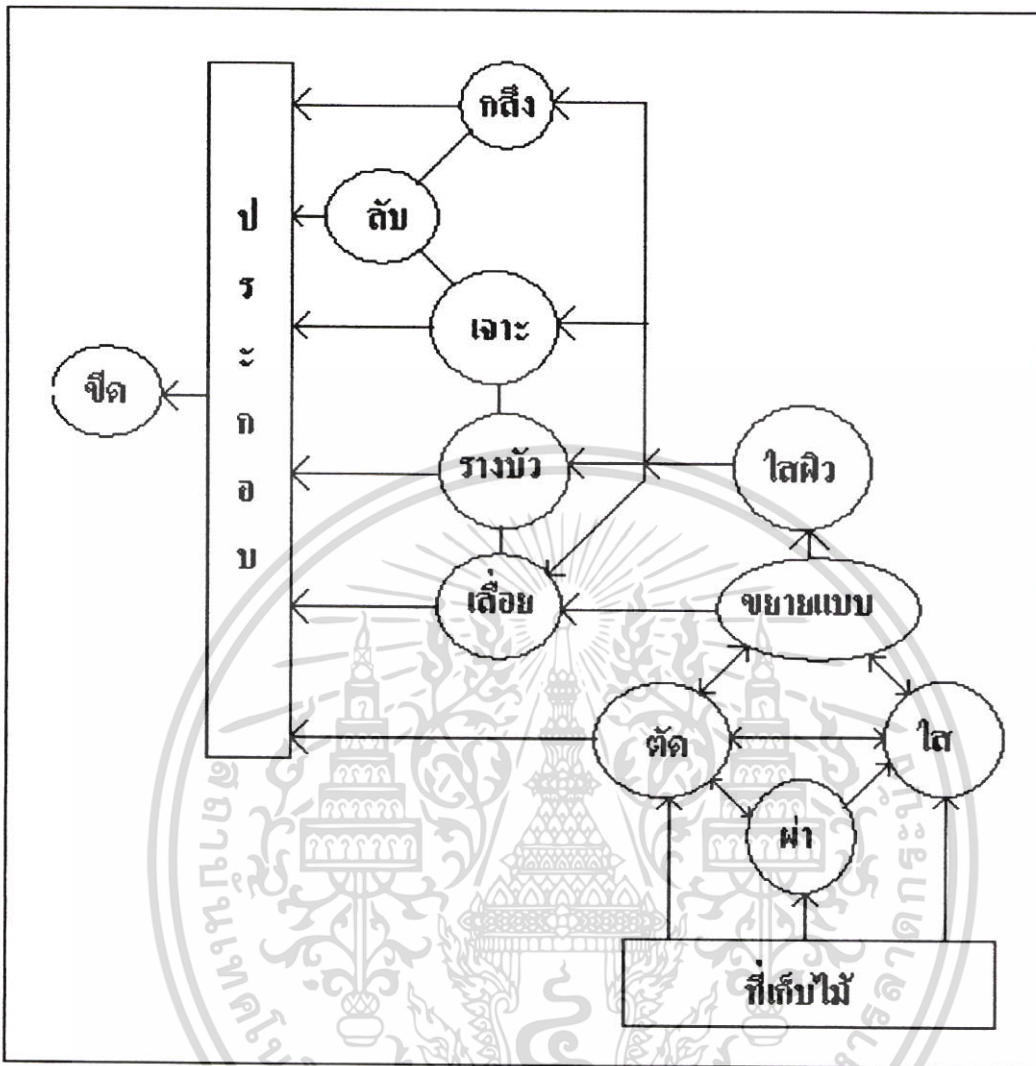 กลึง
ลับ
ประกอบ
เจาะ
ขีด
รางบัว
ใสผิว
เลื่อย
ขยายแบบ
ตัด
ใส
ผ่า
ที่เก็บไม้